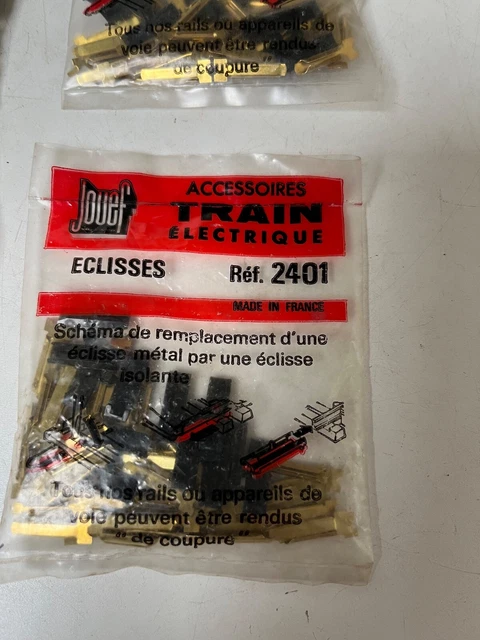 Tous nos rails ou appareils de
voie peuvent être rendus
"de coupure"
Jouef
ACCESSOIRES
TRAIN
ÉLECTRIQUE
ECLISSES
Réf. 2401
MADE IN FRANCE
Schéma de remplacement d'une
éclisse métal par une éclisse
isolante
Tous nos rails ou appareils de
voie peuvent être rendus
"de coupure"